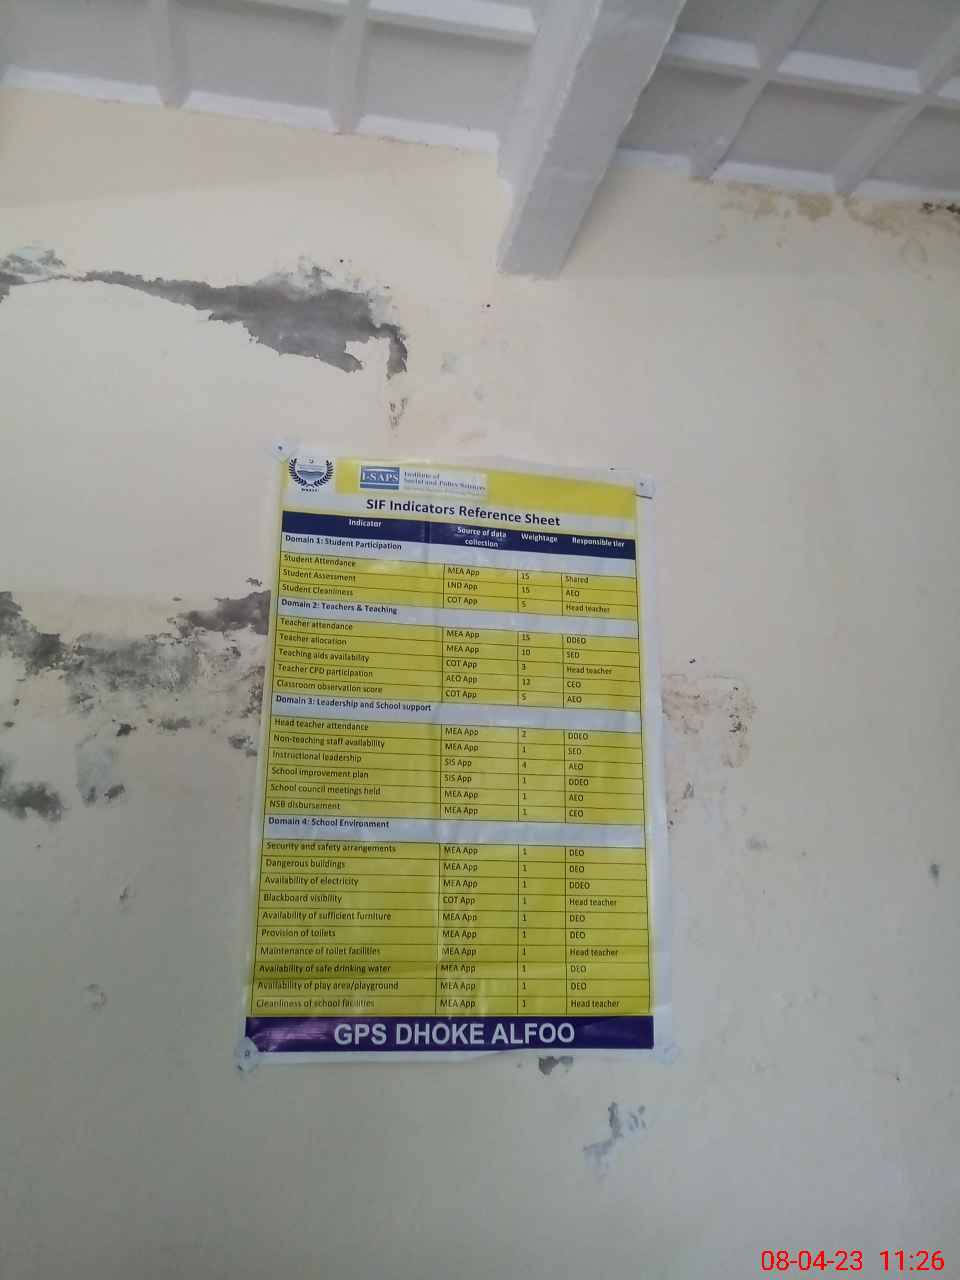 I-SAPS Institute of
Social and Policy Sciences
SIF Indicators Reference Sheet
Indicator Source of data collection Weightage Responsible tier
Domain 1: Student Participation
Student Attendance MEA App 15 Shared
Student Assessment LND App 15 AEO
Student Cleanliness COT App 5 Head teacher
Domain 2: Teachers & Teaching
Teacher attendance MEA App 15 DDEO
Teacher allocation MEA App 10 SED
Teaching aids availability COT App 3 Head teacher
Teacher CPD participation AEO App 12 CEO
Classroom observation score COT App 5 AEO
Domain 3: Leadership and School support
Head teacher attendance MEA App 2 DDEO
Non-teaching staff availability MEA App 1 SED
Instructional leadership SIS App 4 AEO
School improvement plan SIS App 1 DDEO
School council meetings held MEA App 1 AEO
NSB disbursement MEA App 1 CEO
Domain 4: School Environment
Security and safety arrangements MEA App 1 DEO
Dangerous buildings MEA App 1 DEO
Availability of electricity MEA App 1 DDEO
Blackboard visibility COT App 1 Head teacher
Availability of sufficient furniture MEA App 1 DEO
Provision of toilets MEA App 1 DEO
Maintenance of toilet facilities MEA App 1 Head teacher
Availability of safe drinking water MEA App 1 DEO
Availability of play area/playground MEA App 1 DEO
Cleanliness of school facilities MEA App 1 Head teacher
GPS DHOKE ALFOO
08-04-23 11:26